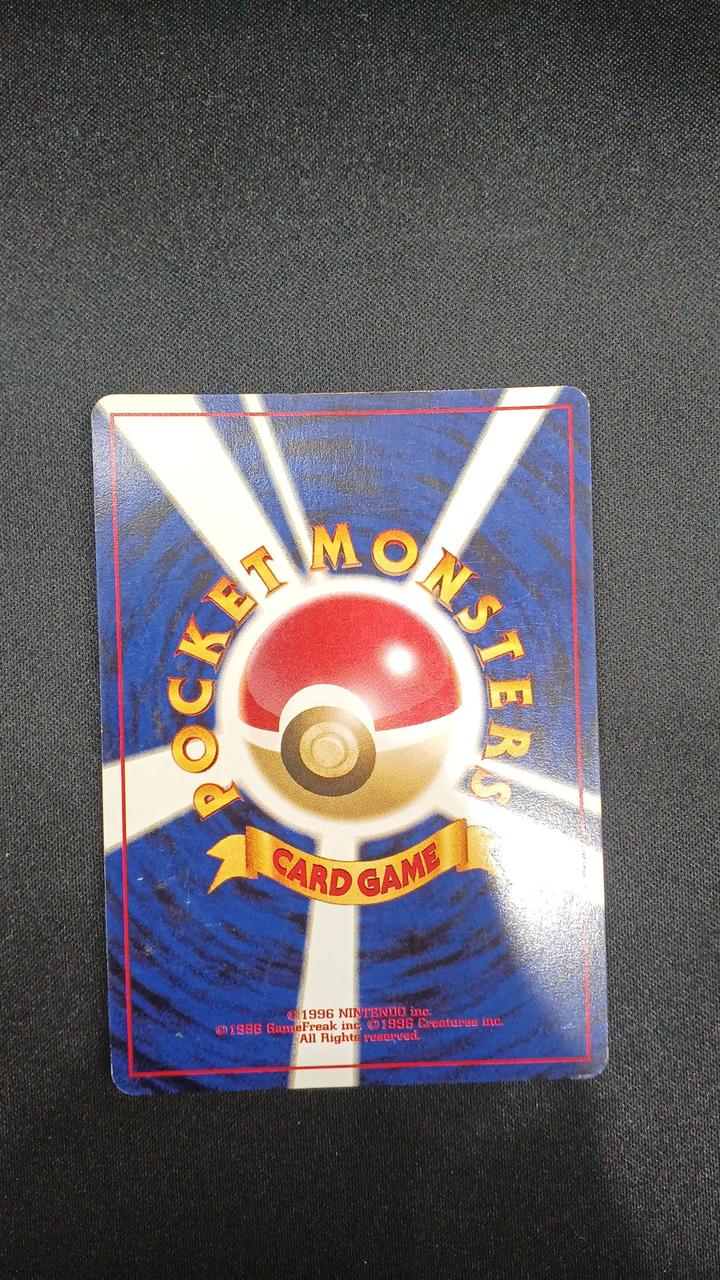 POCKET MONSTERS
CARD GAME
©1996 NINTENDO inc.
©1996 GameFreak inc. ©1996 Creatures inc.
All Rights reserved.